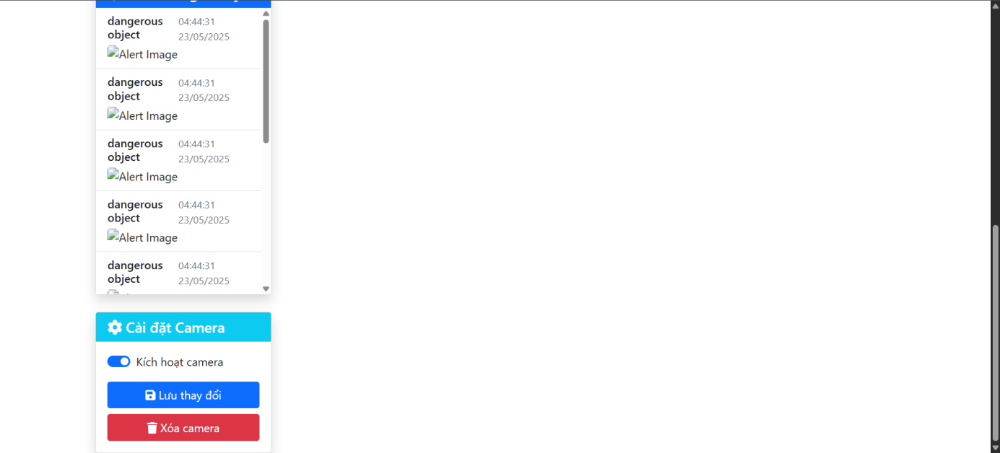 dangerous object
04:44:31 23/05/2025
Alert Image
dangerous object
04:44:31 23/05/2025
Alert Image
dangerous object
04:44:31 23/05/2025
Alert Image
dangerous object
04:44:31 23/05/2025
Alert Image
dangerous object
04:44:31 23/05/2025
Cài đặt Camera
Kích hoạt camera
Lưu thay đổi
Xóa camera